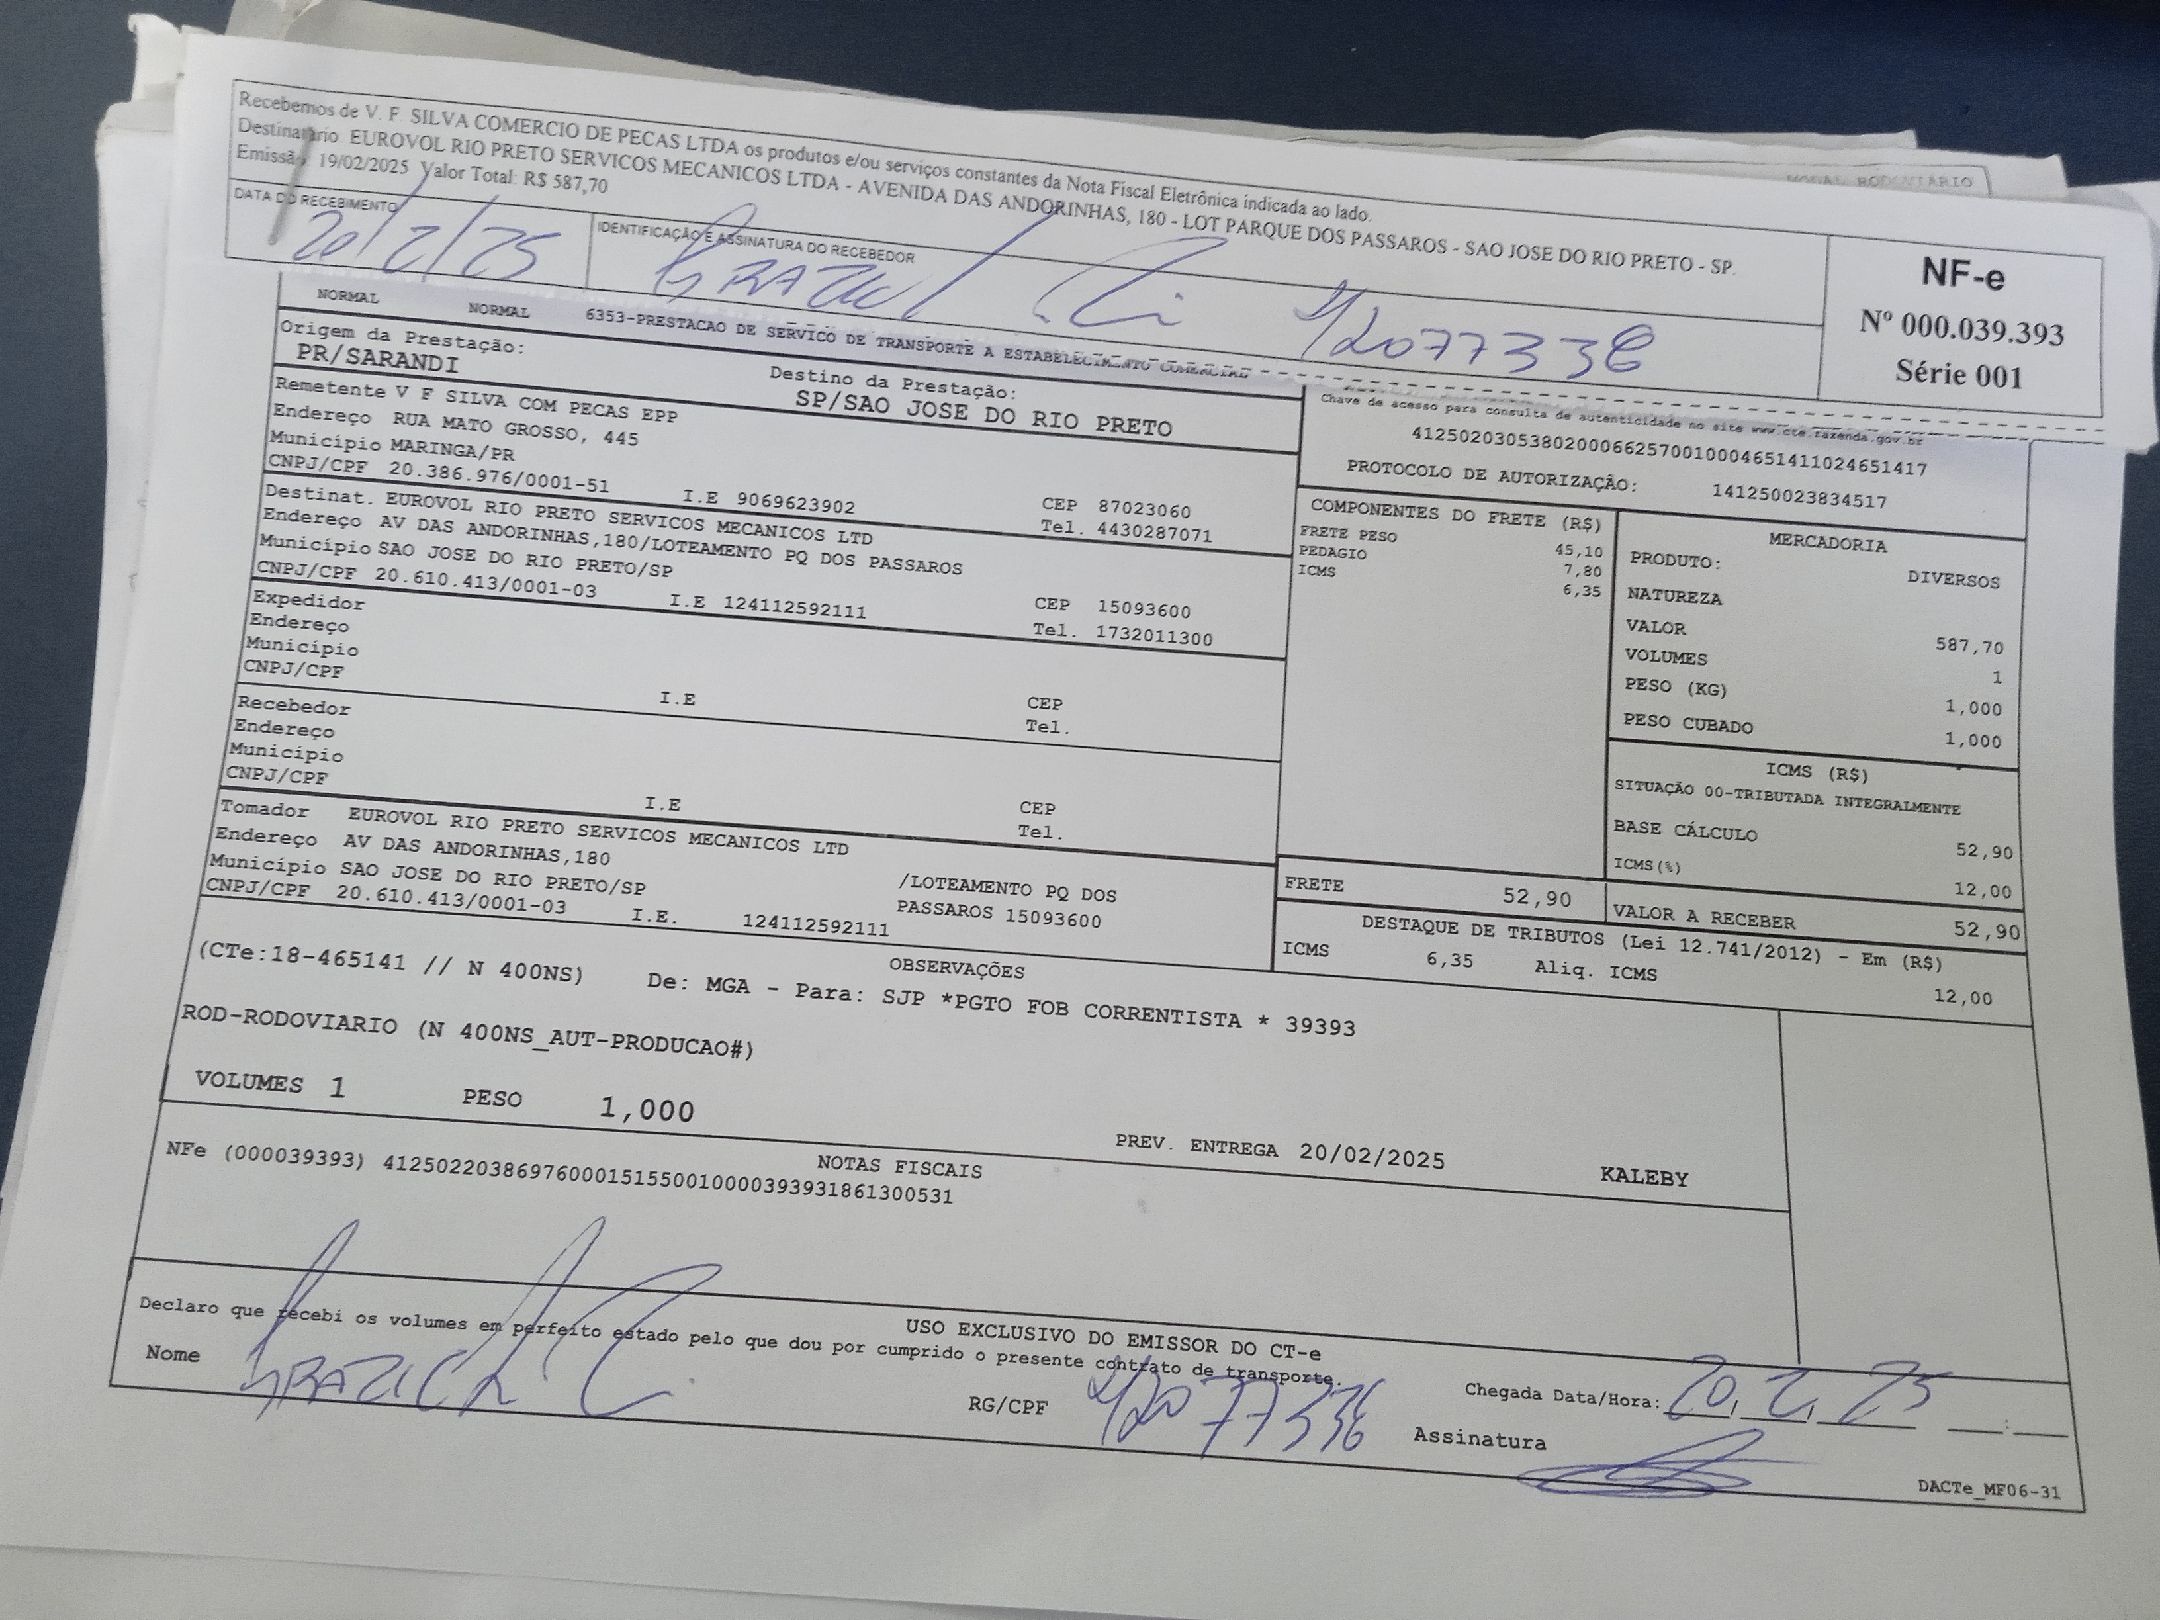 Recebemos de V. F. SILVA COMERCIO DE PECAS LTDA os produtos e/ou serviços constantes da Nota Fiscal Eletrônica indicada ao lado.
Destinatário EUROVOL RIO PRETO SERVICOS MECANICOS LTDA - AVENIDA DAS ANDORINHAS, 180 - LOT PARQUE DOS PASSAROS - SAO JOSE DO RIO PRETO - SP.
Emissão 19/02/2025 Valor Total: R$ 587,70
DATA DO RECEBIMENTO
20/2/25
IDENTIFICAÇÃO E ASSINATURA DO RECEBEDOR
NF-e
Nº 000.039.393
Série 001
NORMAL NORMAL 6353-PRESTACAO DE SERVICO DE TRANSPORTE A ESTABELECIMENTO COMERCIAL
Origem da Prestação:
PR/SARANDI
Destino da Prestação:
SP/SAO JOSE DO RIO PRETO
Chave de acesso para consulta de autenticidade no site www.cte.fazenda.gov.br
41250203053802000662570010004651411024651417
PROTOCOLO DE AUTORIZAÇÃO: 141250023834517
Remetente V F SILVA COM PECAS EPP
Endereço RUA MATO GROSSO, 445
Município MARINGA/PR
CNPJ/CPF 20.386.976/0001-51 I.E 9069623902
CEP 87023060
Tel. 4430287071
Destinat. EUROVOL RIO PRETO SERVICOS MECANICOS LTD
Endereço AV DAS ANDORINHAS,180/LOTEAMENTO PQ DOS PASSAROS
Município SAO JOSE DO RIO PRETO/SP
CNPJ/CPF 20.610.413/0001-03 I.E 124112592111
CEP 15093600
Tel. 1732011300
Expedidor
Endereço
Município
CNPJ/CPF
I.E
CEP
Tel.
Recebedor
Endereço
Município
CNPJ/CPF
I.E
CEP
Tel.
Tomador EUROVOL RIO PRETO SERVICOS MECANICOS LTD
Endereço AV DAS ANDORINHAS,180 /LOTEAMENTO PQ DOS
Município SAO JOSE DO RIO PRETO/SP PASSAROS 15093600
CNPJ/CPF 20.610.413/0001-03 I.E. 124112592111
COMPONENTES DO FRETE (R$)
FRETE PESO 45,10
PEDAGIO 7,80
ICMS 6,35
MERCADORIA
PRODUTO: DIVERSOS
NATUREZA
VALOR 587,70
VOLUMES 1
PESO (KG) 1,000
PESO CUBADO 1,000
ICMS (R$)
SITUAÇÃO 00-TRIBUTADA INTEGRALMENTE
BASE CÁLCULO 52,90
ICMS(%) 12,00
FRETE 52,90
VALOR A RECEBER 52,90
DESTAQUE DE TRIBUTOS (Lei 12.741/2012) - Em (R$)
ICMS 6,35 Aliq. ICMS 12,00
OBSERVAÇÕES
(CTe:18-465141 // N 400NS) De: MGA - Para: SJP *PGTO FOB CORRENTISTA * 39393
ROD-RODOVIARIO (N 400NS_AUT-PRODUCAO#)
VOLUMES 1 PESO 1,000
PREV. ENTREGA 20/02/2025 KALEBY
NOTAS FISCAIS
NFe (000039393) 41250220386976000151550010000393931861300531
USO EXCLUSIVO DO EMISSOR DO CT-e
Declaro que recebi os volumes em perfeito estado pelo que dou por cumprido o presente contrato de transporte.
Nome
RG/CPF
Chegada Data/Hora: 20, 2, 25 :
Assinatura
DACTe_MF06-31